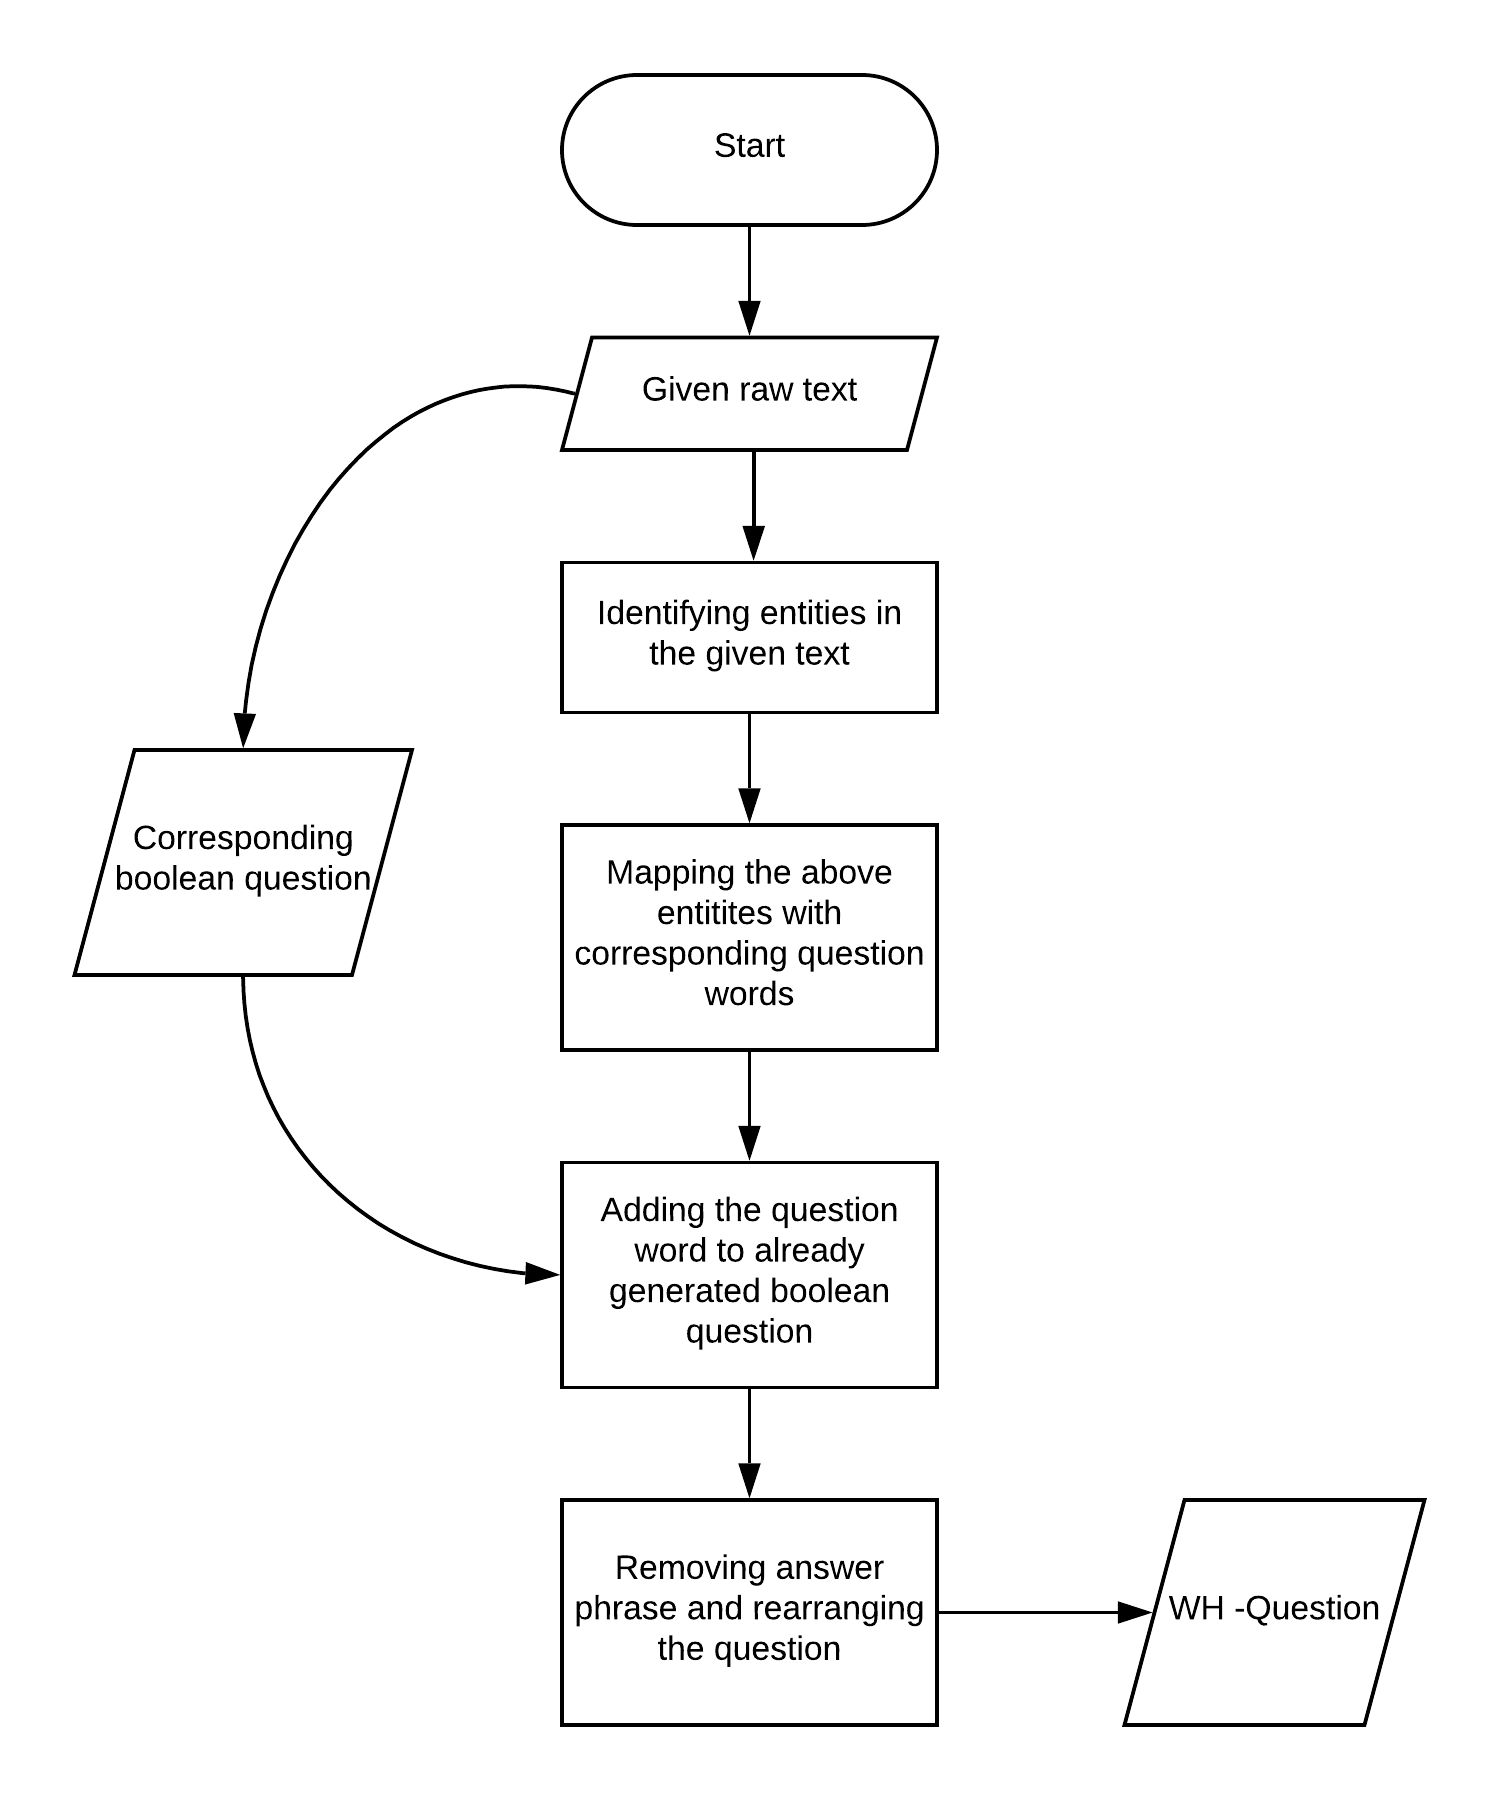 Start
Given raw text
Identifying entities in
the given text
Corresponding
boolean question
Mapping the above
entitites with
corresponding question
words
Adding the question
word to already
generated boolean
question
Removing answer
phrase and rearranging
the question
WH -Question